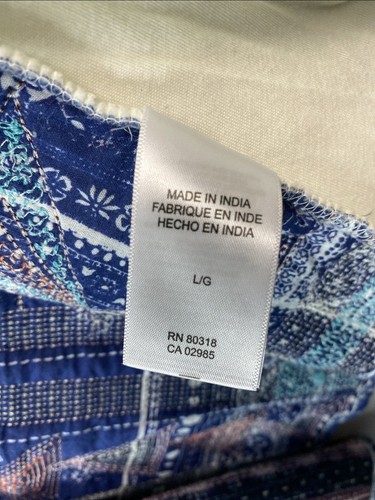 MADE IN INDIA
FABRIQUE EN INDE
HECHO EN INDIA
L/G
RN 80318
CA 02985